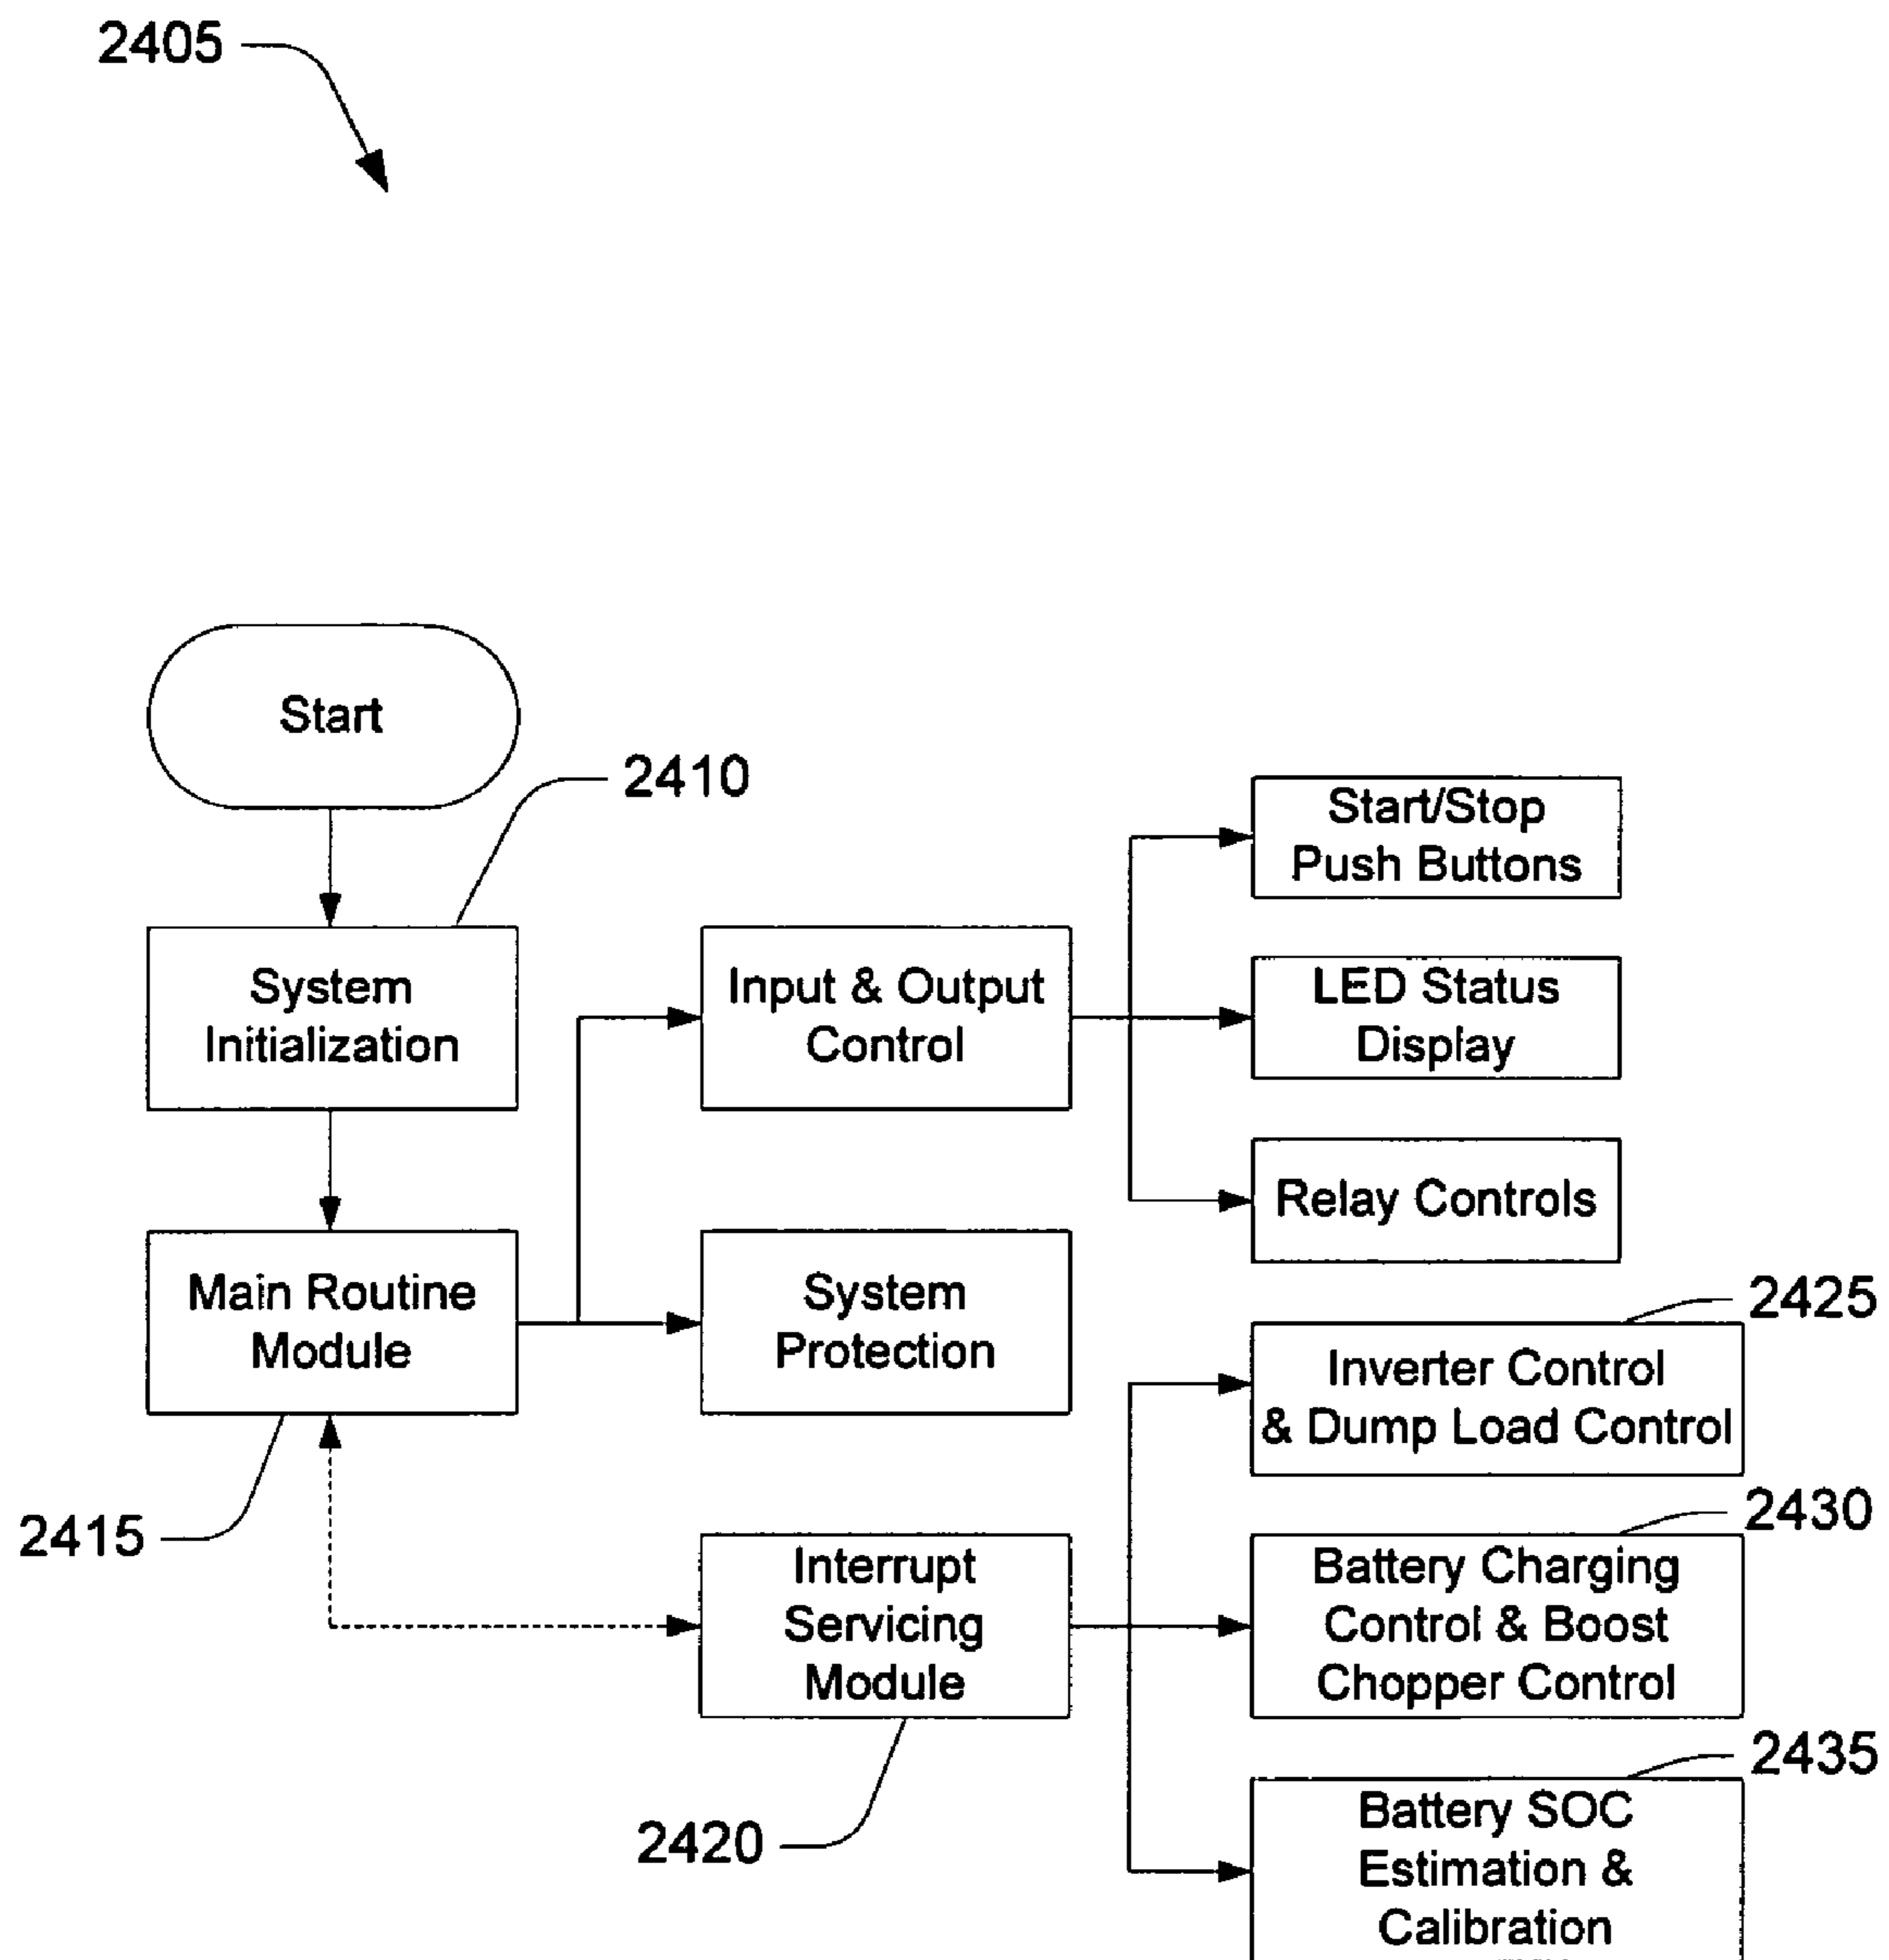 2405
Start
2410
Start/Stop
Push Buttons
System
Initialization
Input & Output
Control
LED Status
Display
Relay Controls
Main Routine
Module
System
Protection
2425
Inverter Control
& Dump Load Control
2415
Interrupt
Servicing
Module
2430
Battery Charging
Control & Boost
Chopper Control
2420
2435
Battery SOC
Estimation &
Calibration